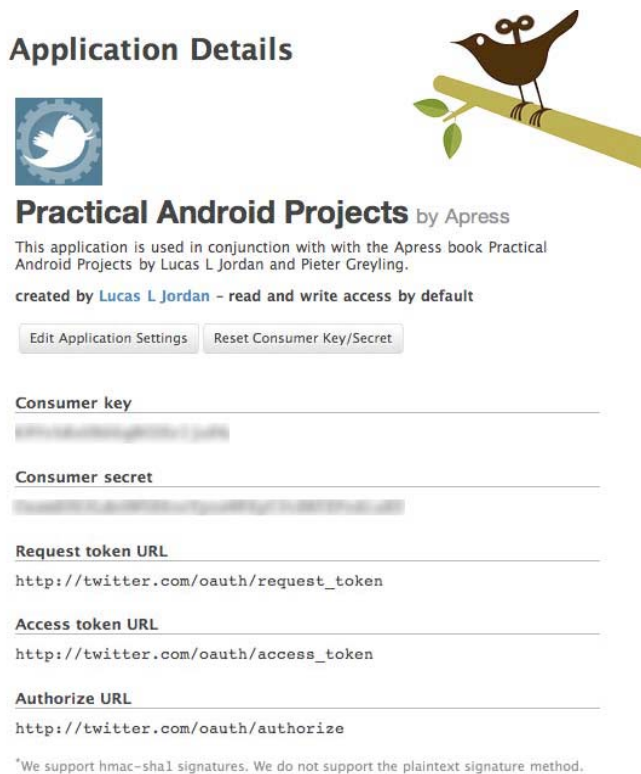 Application Details
Practical Android Projects by Apress
This application is used in conjunction with with the Apress book Practical
Android Projects by Lucas L Jordan and Pieter Greyling.
created by Lucas L Jordan – read and write access by default
Edit Application Settings Reset Consumer Key/Secret
Consumer key
Consumer secret
Request token URL
http://twitter.com/oauth/request_token
Access token URL
http://twitter.com/oauth/access_token
Authorize URL
http://twitter.com/oauth/authorize
*We support hmac-sha1 signatures. We do not support the plaintext signature method.